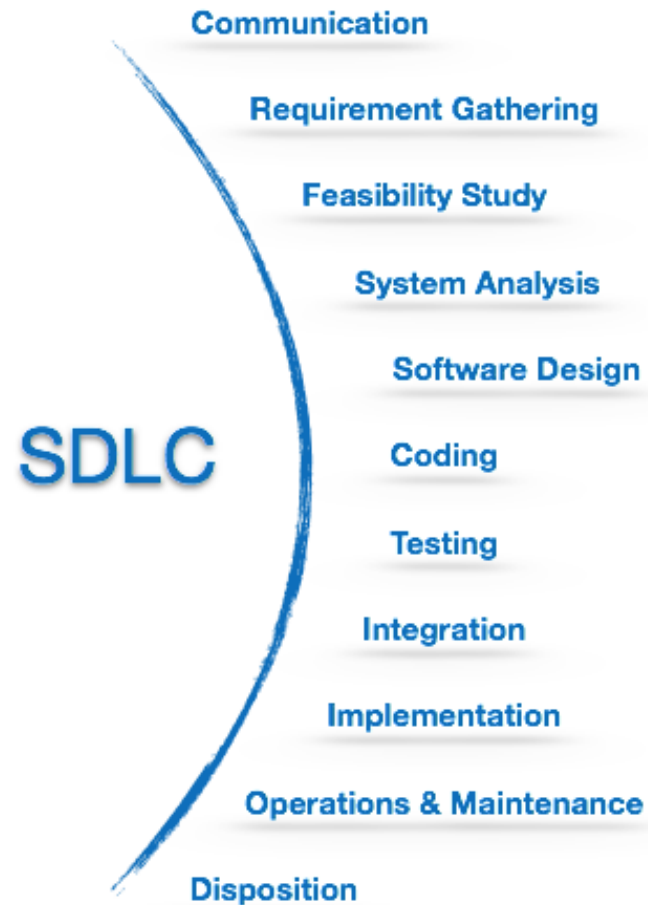 Communication
Requirement Gathering
Feasibility Study
System Analysis
Software Design
SDLC
Coding
Testing
Integration
Implementation
Operations & Maintenance
Disposition